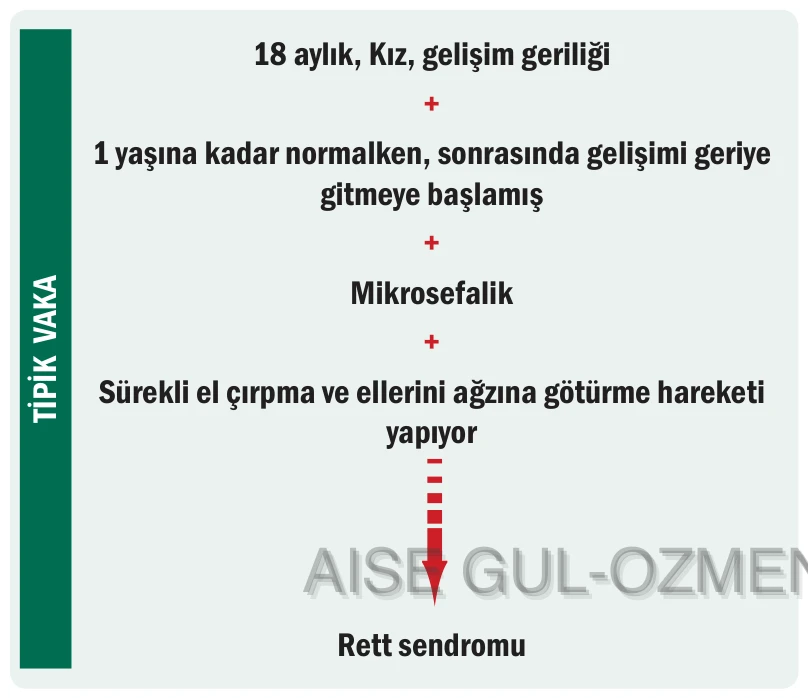 TİPİK VAKA
18 aylık, Kız, gelişim geriliği
+
1 yaşına kadar normalken, sonrasında gelişimi geriye
gitmeye başlamış
+
Mikrosefalik
+
Sürekli el çırpma ve ellerini ağzına götürme hareketi
yapıyor
AISE GUL-OZMEN
Rett sendromu